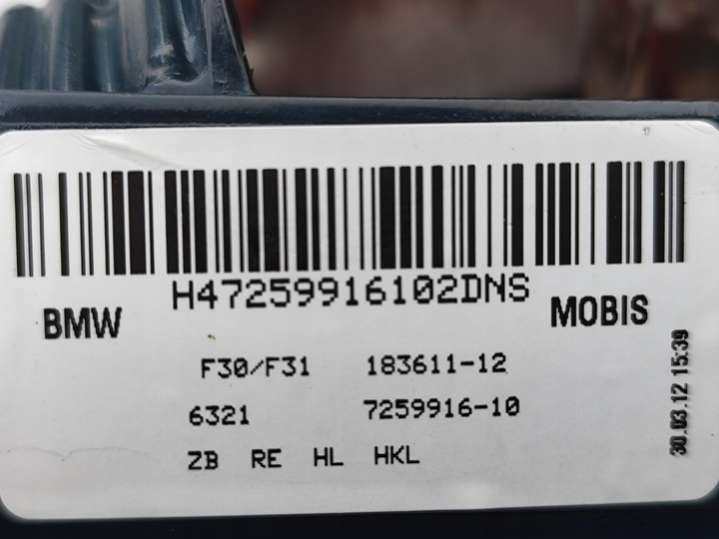 17
H47259916102DNS
BMW MOBIS
F30/F31 183611-12
6321 7259916-10
ZB RE HL HKL
30.03.12 15:39